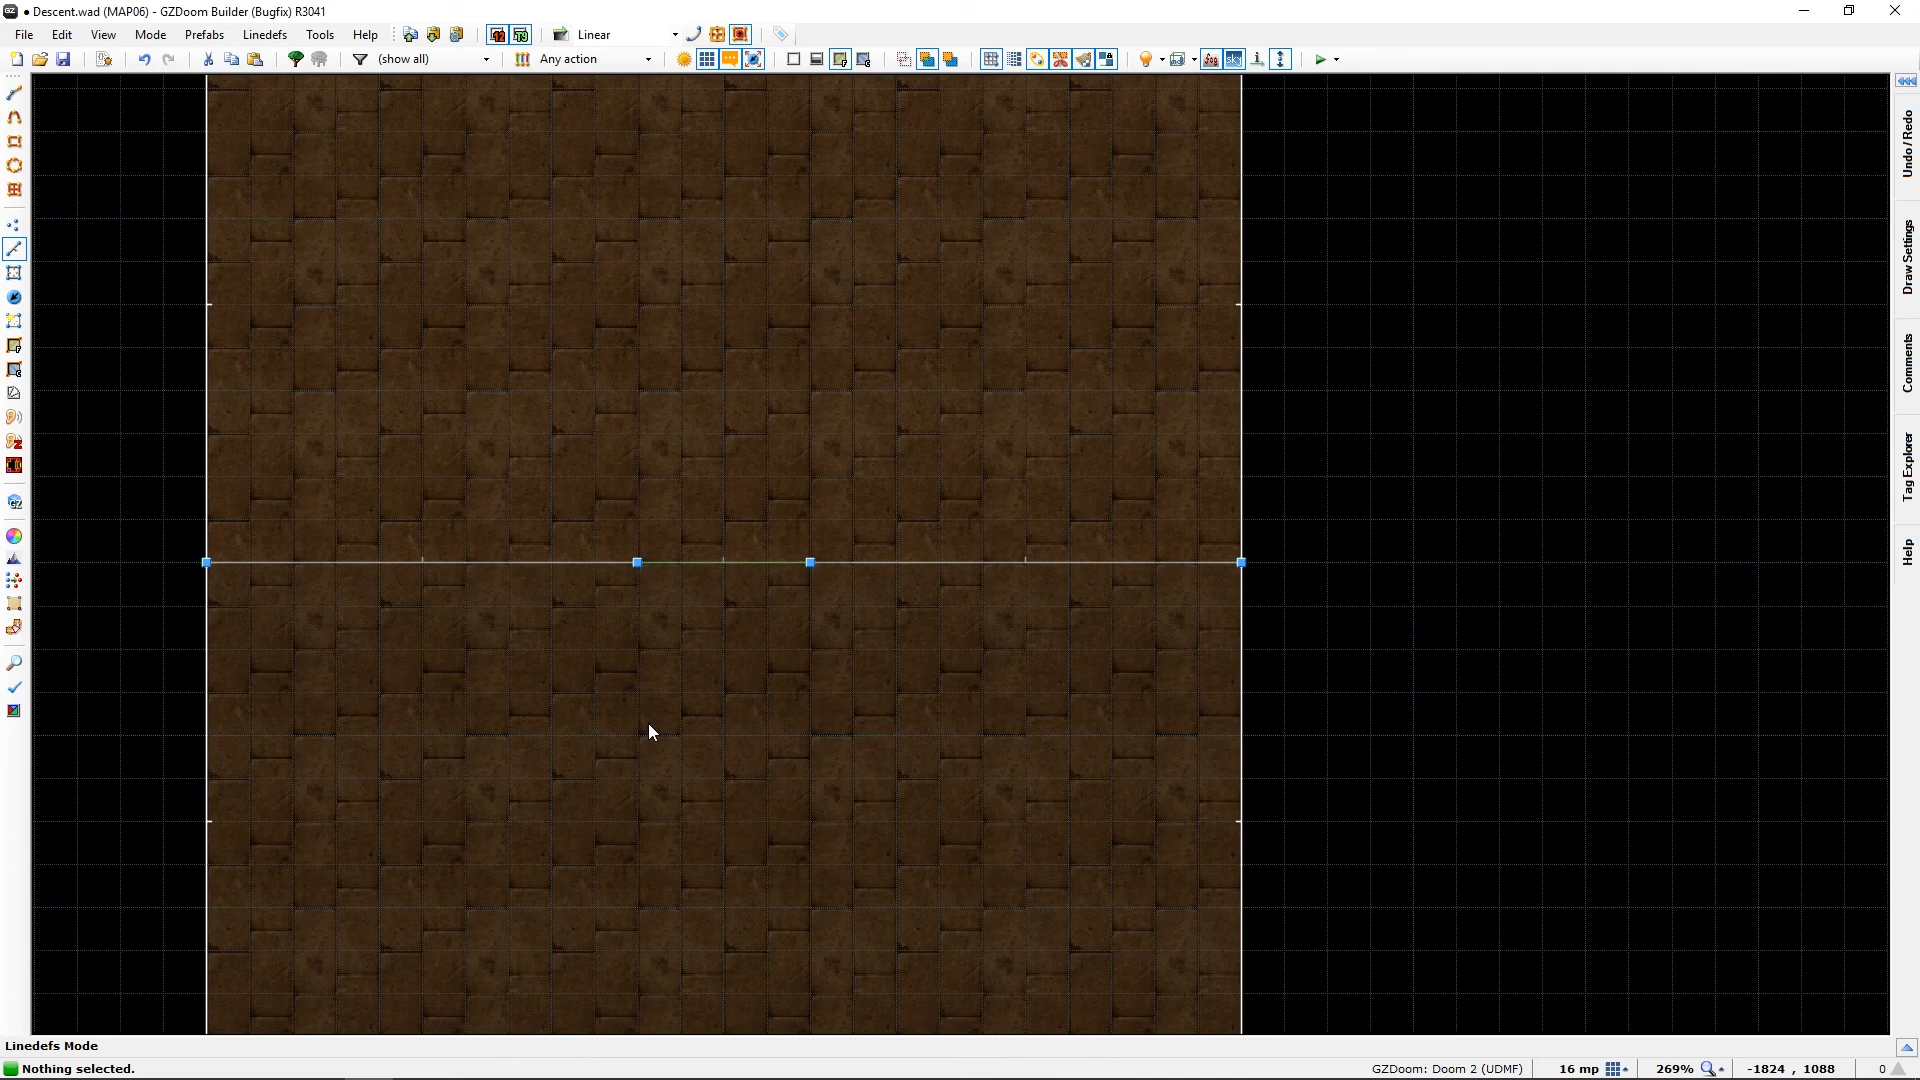 • Descent.wad (MAP06) - GZDoom Builder (Bugfix) R3041
File Edit View Mode Prefabs Linedefs Tools Help Linear
(show all) Any action
Undo / Redo
Draw Settings
Comments
Tag Explorer
Help
Linedefs Mode
Nothing selected. GZDoom: Doom 2 (UDMF) 16 mp 269% -1824 , 1088 0